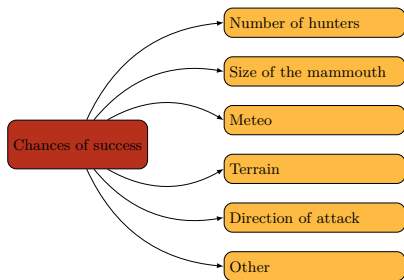 Number of hunters
Size of the mammouth
Meteo
Chances of success
Terrain
Direction of attack
Other